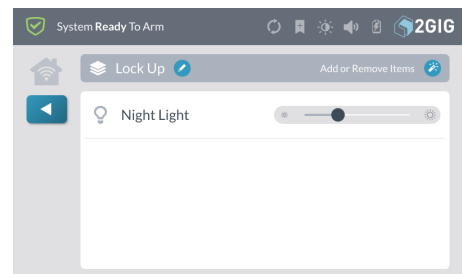 System Ready To Arm
2GIG
Lock Up
Add or Remove Items
Night Light